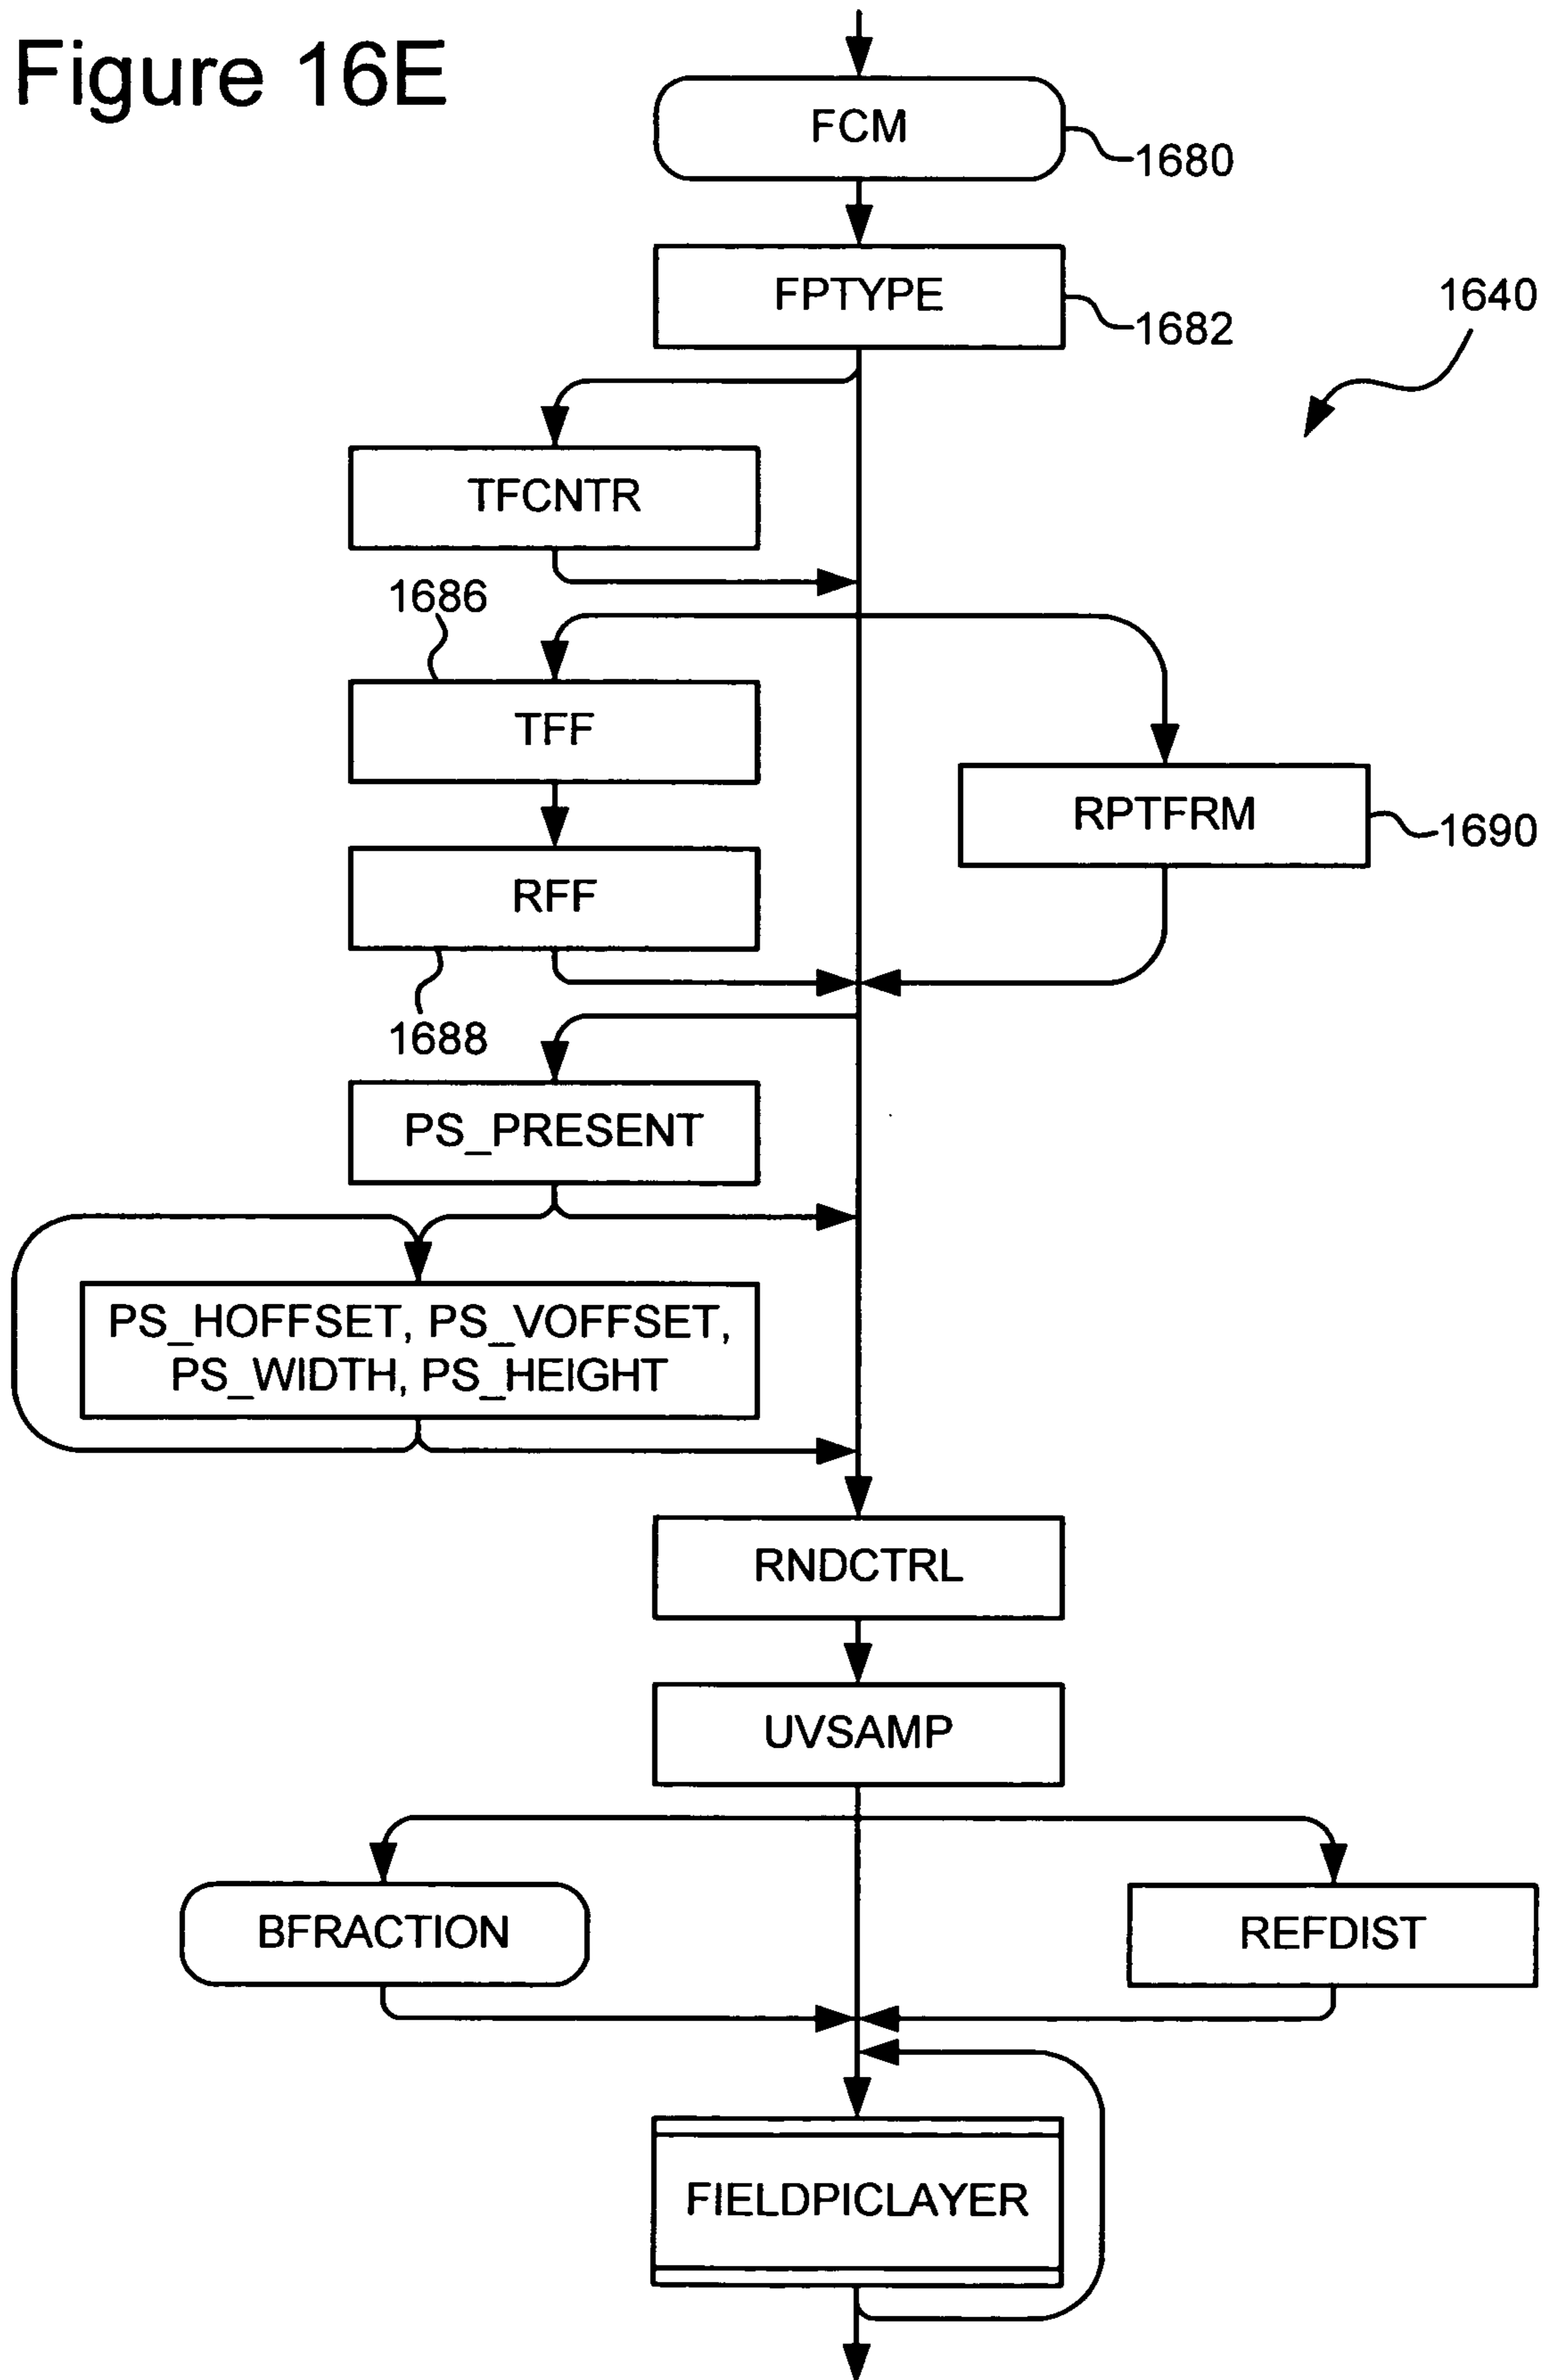 Figure 16E
FCM
1680
FPTYPE
1682
1640
TFCNTR
1686
TFF
RPTFRM
1690
RFF
1688
PS_PRESENT
PS_HOFFSET, PS_VOFFSET,
PS_WIDTH, PS_HEIGHT
RNDCTRL
UVSAMP
BFRACTION
REFDIST
FIELDPICLAYER